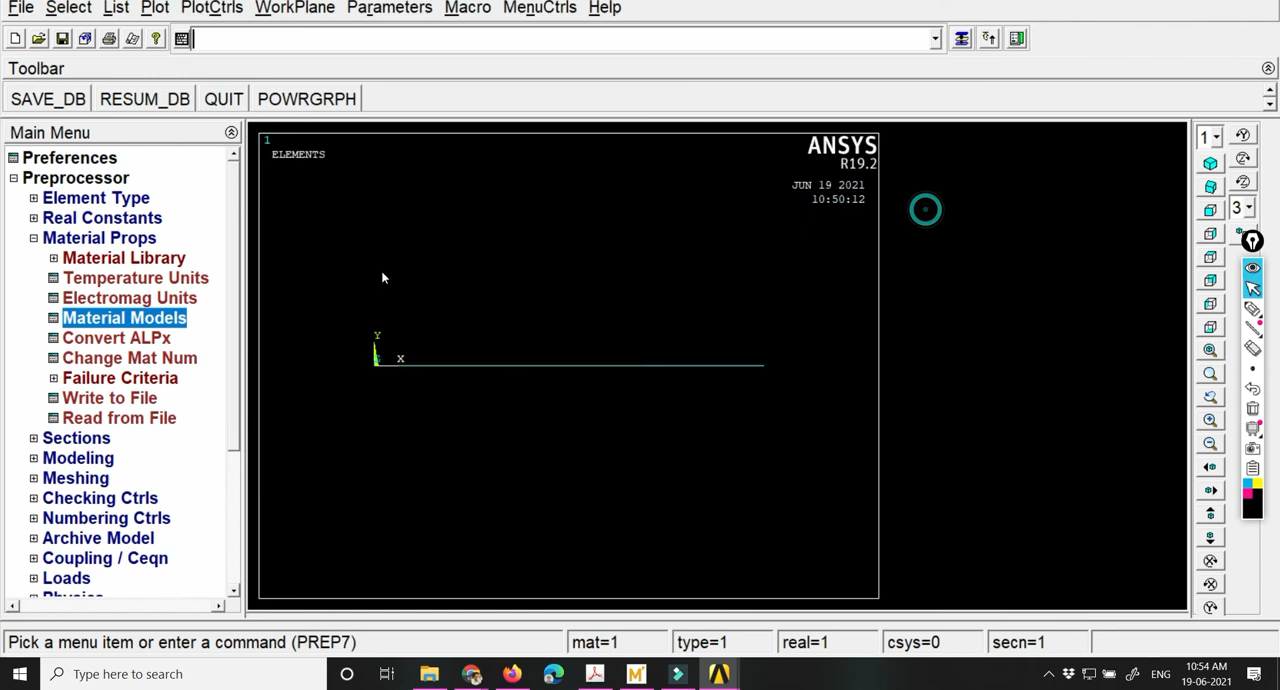 File Select List Plot PlotCtrls WorkPlane Parameters Macro MenuCtrls Help
Toolbar
SAVE_DB RESUM_DB QUIT POWRGRPH
Main Menu
Preferences
Preprocessor
Element Type
Real Constants
Material Props
Material Library
Temperature Units
Electromag Units
Material Models
Convert ALPx
Change Mat Num
Failure Criteria
Write to File
Read from File
Sections
Modeling
Meshing
Checking Ctrls
Numbering Ctrls
Archive Model
Coupling / Ceqn
Loads
Physics
1
ELEMENTS
ANSYS
R19.2
JUN 19 2021
10:50:12
Y
X
1
3
Pick a menu item or enter a command (PREP7) mat=1 type=1 real=1 csys=0 secn=1
Type here to search
ENG
10:54 AM
19-06-2021